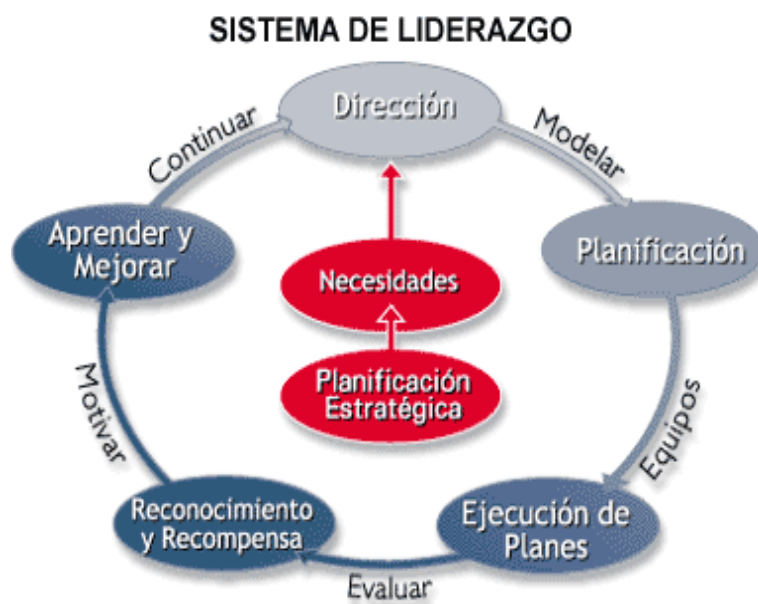 SISTEMA DE LIDERAZGO
Dirección
Continuar
Modelar
Aprender y
Mejorar
Planificación
Necesidades
Planificación
Estratégica
Motivar
Equipos
Reconocimiento
y Recompensa
Ejecución de
Planes
Evaluar